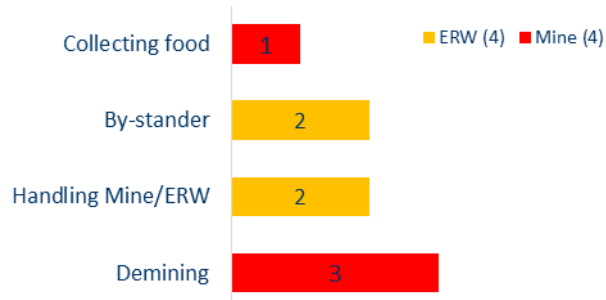 Collecting food 1
ERW (4) Mine (4)
By-stander 2
Handling Mine/ERW 2
Demining 3